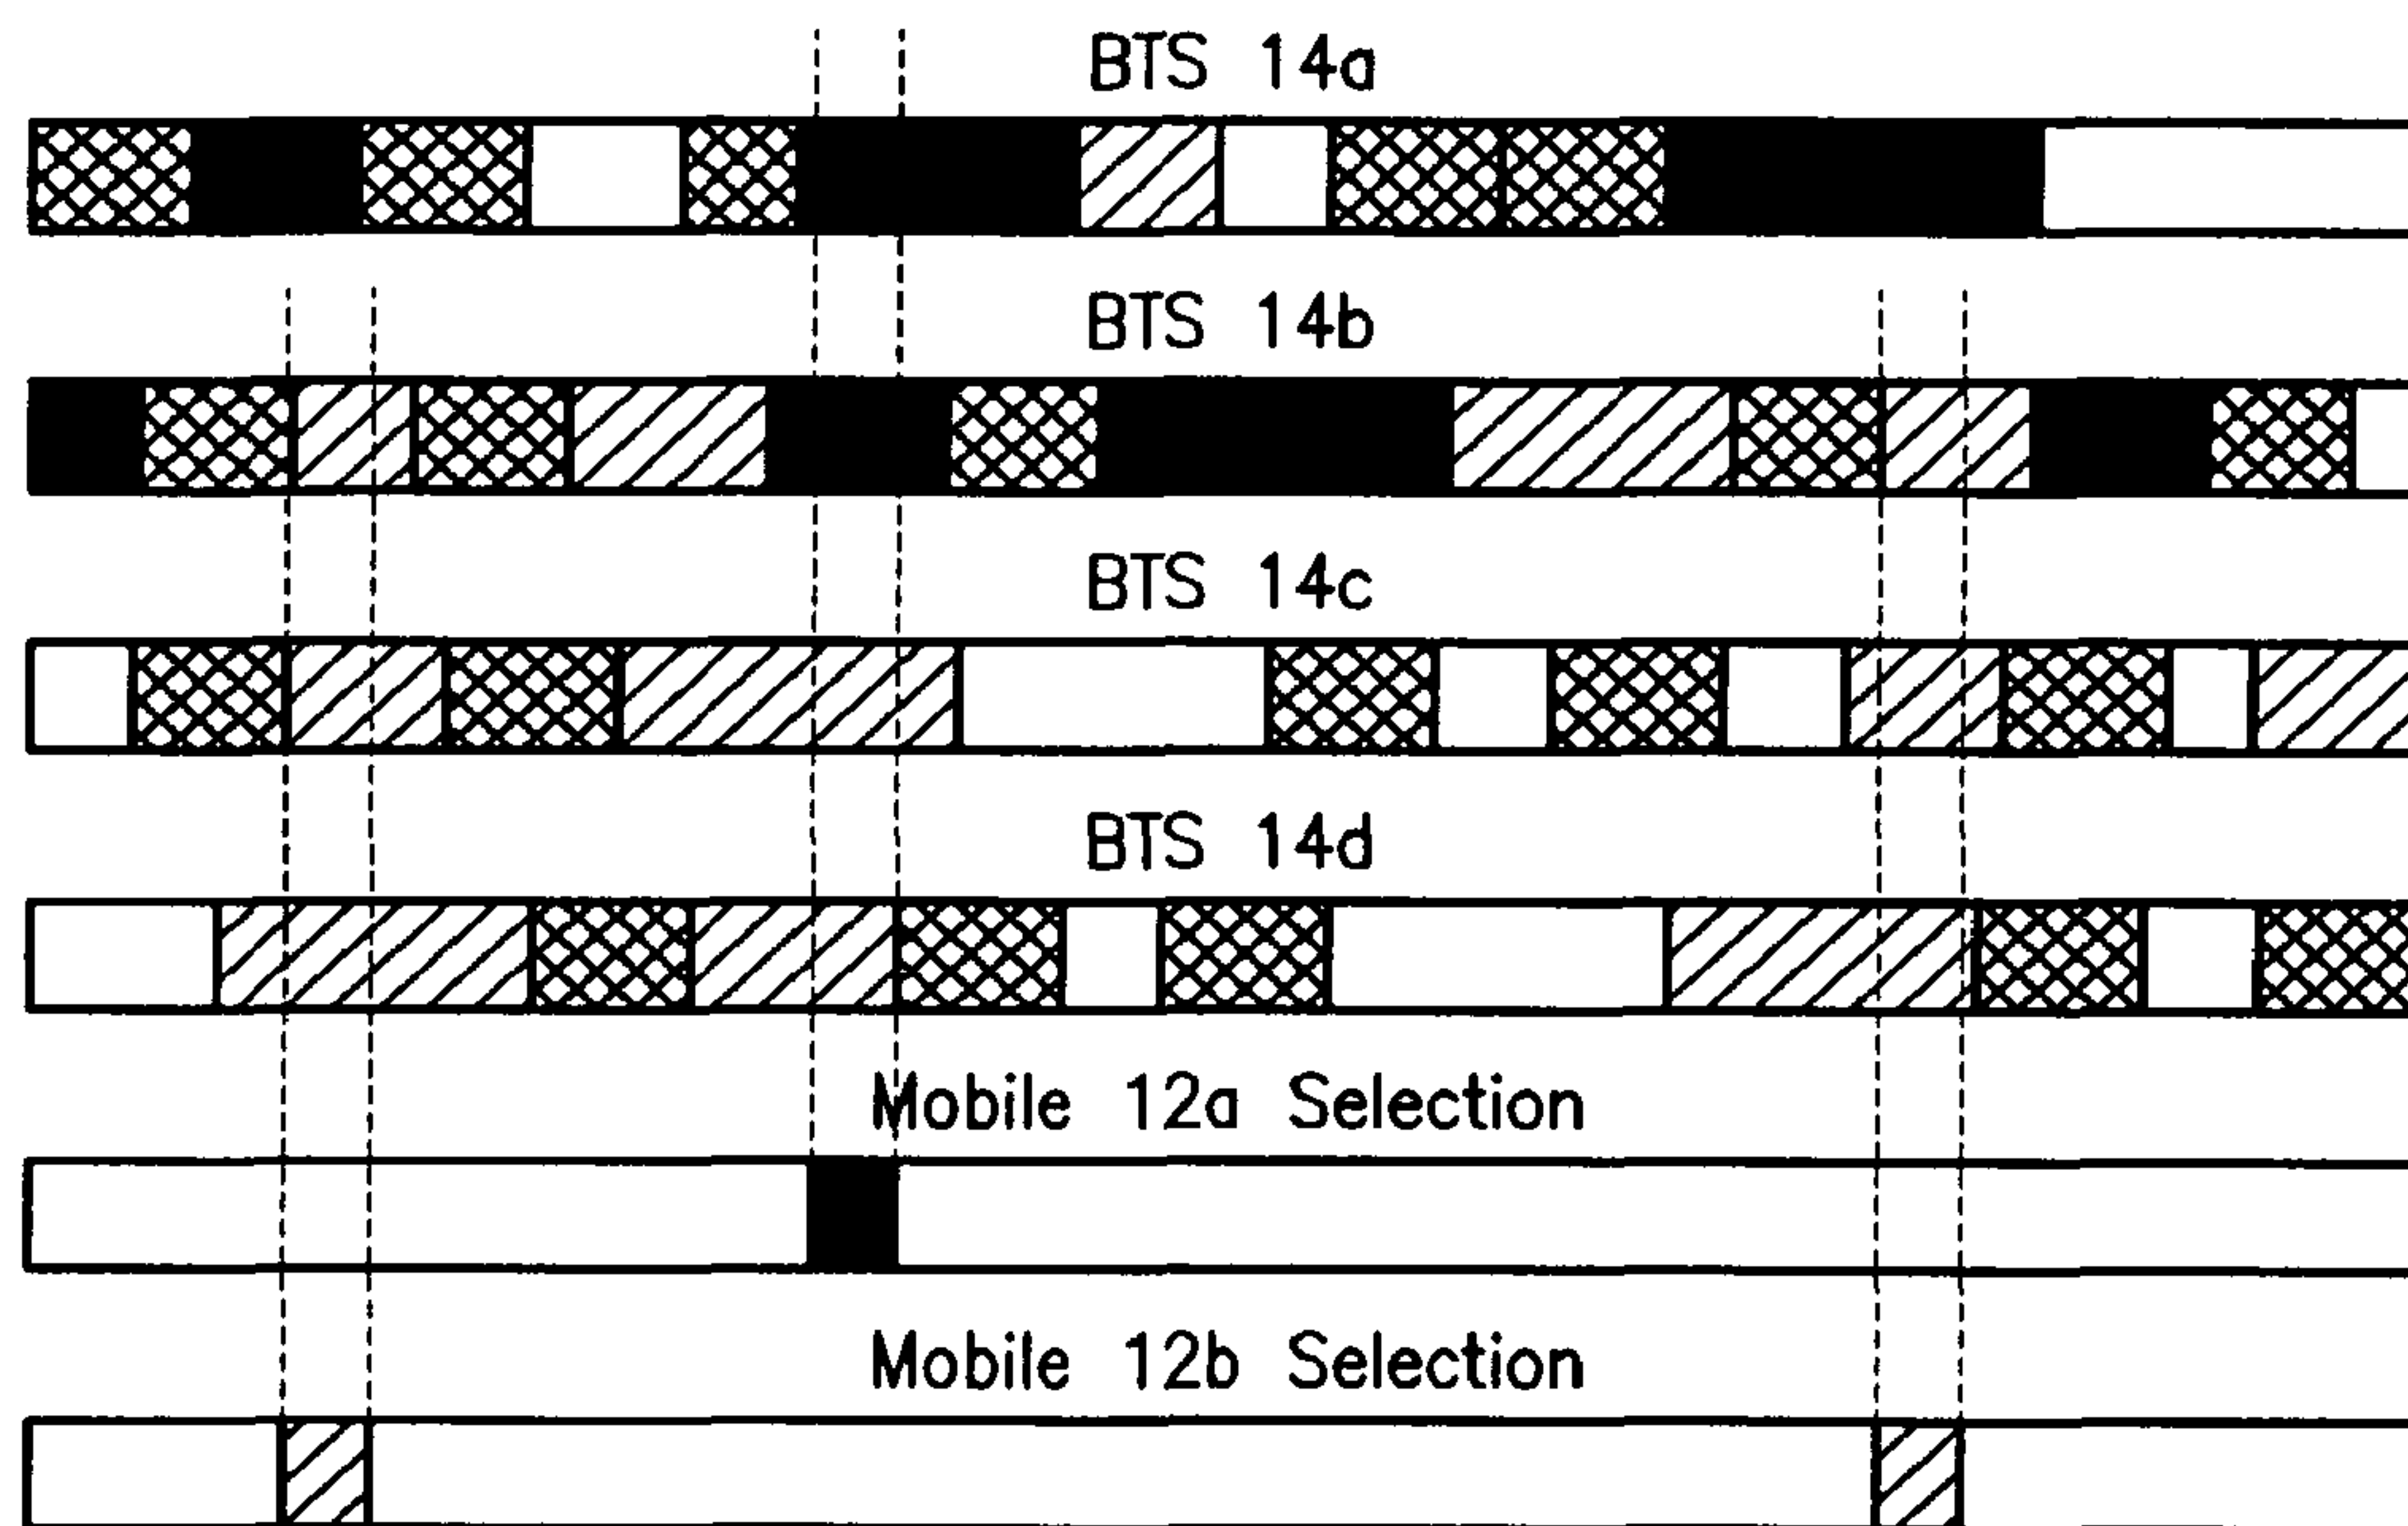 BTS 14a
BTS 14b
BTS 14c
BTS 14d
Mobile 12a Selection
Mobile 12b Selection